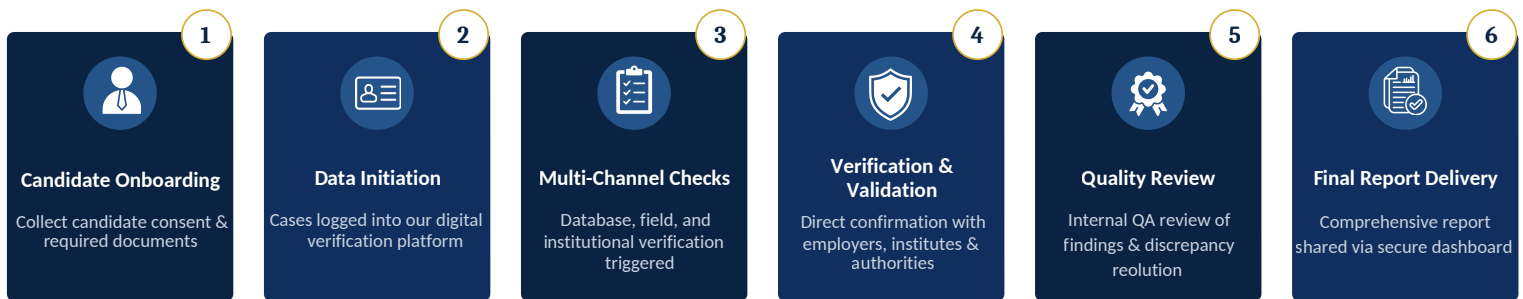 1
Candidate Onboarding
Collect candidate consent &
required documents
2
Data Initiation
Cases logged into our digital
verification platform
3
Multi-Channel Checks
Database, field, and
institutional verification
triggered
4
Verification &
Validation
Direct confirmation with
employers, institutes &
authorities
5
Quality Review
Internal QA review of
findings & discrepancy
reolution
6
Final Report Delivery
Comprehensive report
shared via secure dashboard